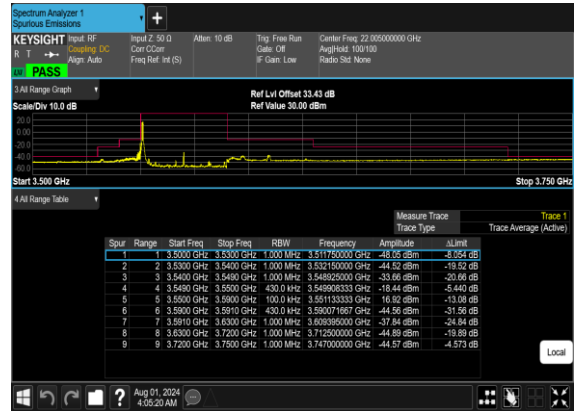 Spectrum Analyzer 1
Spurious Emissions
KEYSIGHT Input: RF Input Z: 50 Ω Atten: 10 dB Trig: Free Run Center Freq: 22.005000000 GHz
R T Coupling: DC Corr CCorr Gate: Off Avg|Hold: 100/100
Align: Auto Freq Ref: Int (S) IF Gain: Low Radio Std: None
LW PASS
3 All Range Graph
Ref Lvl Offset 33.43 dB
Scale/Div 10.0 dB Ref Value 30.00 dBm
20.0
0.00
-20.0
-40.0
-60.0
Start 3.500 GHz Stop 3.750 GHz
4 All Range Table
Measure Trace Trace 1
Trace Type Trace Average (Active)
Spur Range Start Freq Stop Freq RBW Frequency Amplitude ΔLimit
1 1 3.5000 GHz 3.5300 GHz 1.000 MHz 3.511750000 GHz -48.05 dBm -8.054 dB
2 2 3.5300 GHz 3.5400 GHz 1.000 MHz 3.532150000 GHz -44.52 dBm -19.52 dB
3 3 3.5400 GHz 3.5490 GHz 1.000 MHz 3.548925000 GHz -33.66 dBm -20.66 dB
4 4 3.5490 GHz 3.5500 GHz 430.0 kHz 3.549908333 GHz -18.44 dBm -5.440 dB
5 5 3.5500 GHz 3.5900 GHz 100.0 kHz 3.551133333 GHz 16.92 dBm -13.08 dB
6 6 3.5900 GHz 3.5910 GHz 430.0 kHz 3.590071667 GHz -44.56 dBm -31.56 dB
7 7 3.5910 GHz 3.6300 GHz 1.000 MHz 3.609395000 GHz -37.84 dBm -24.84 dB
8 8 3.6300 GHz 3.7200 GHz 1.000 MHz 3.712500000 GHz -44.89 dBm -19.89 dB
9 9 3.7200 GHz 3.7500 GHz 1.000 MHz 3.747000000 GHz -44.57 dBm -4.573 dB
Local
Aug 01, 2024
4:05:20 AM